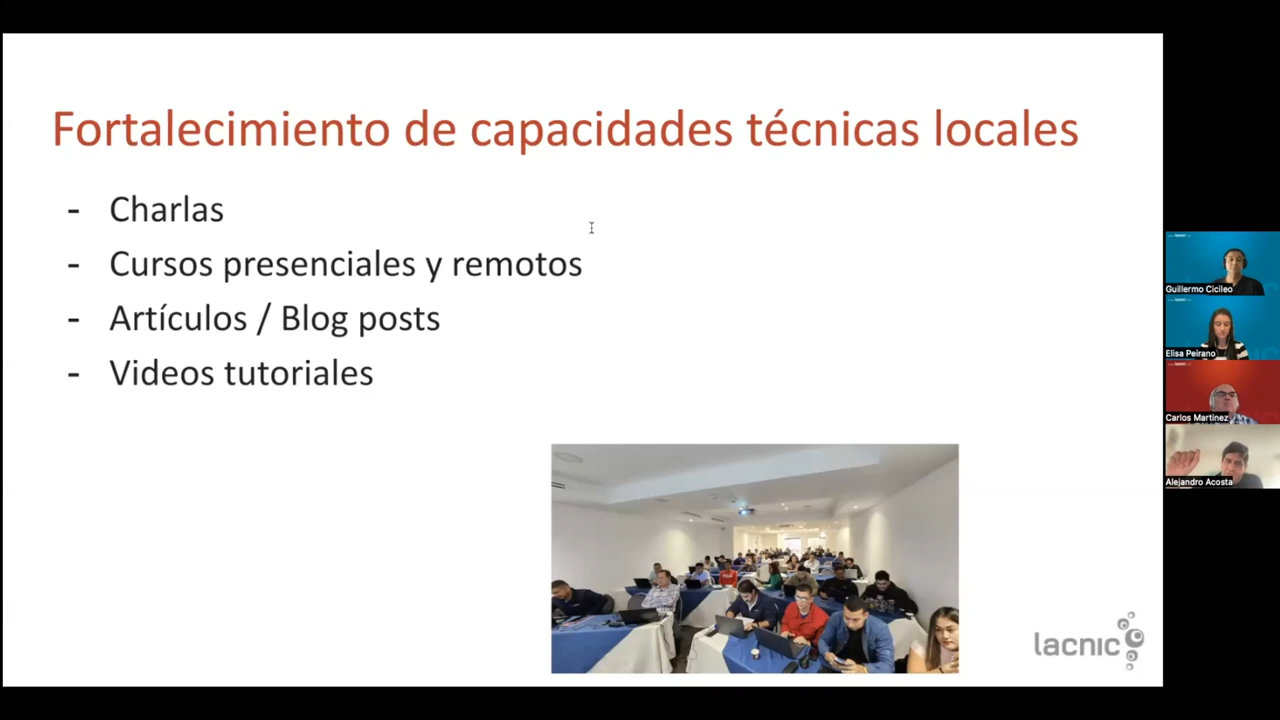 Fortalecimiento de capacidades técnicas locales
- Charlas
- Cursos presenciales y remotos
- Artículos / Blog posts
- Videos tutoriales
lacnic
Guillermo Cicileo
Elisa Peirano
Carlos Martinez
Alejandro Acosta